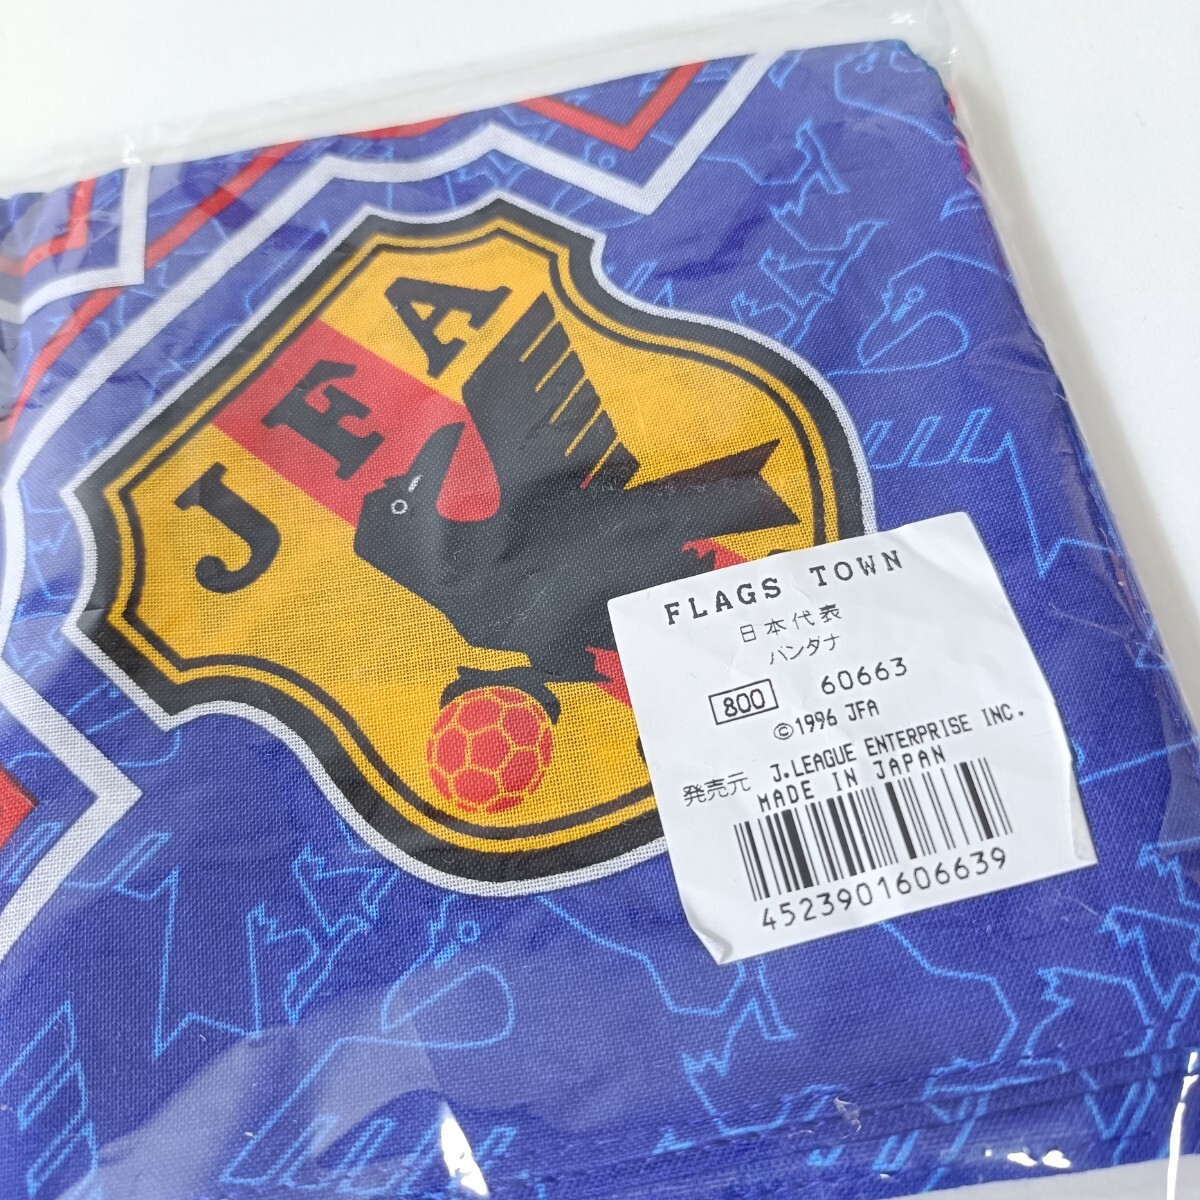 JFA
FLAGS TOWN
日本代表
バンダナ
800 60663
©1996 JFA
発売元 J.LEAGUE ENTERPRISE INC.
MADE IN JAPAN
4523901606639